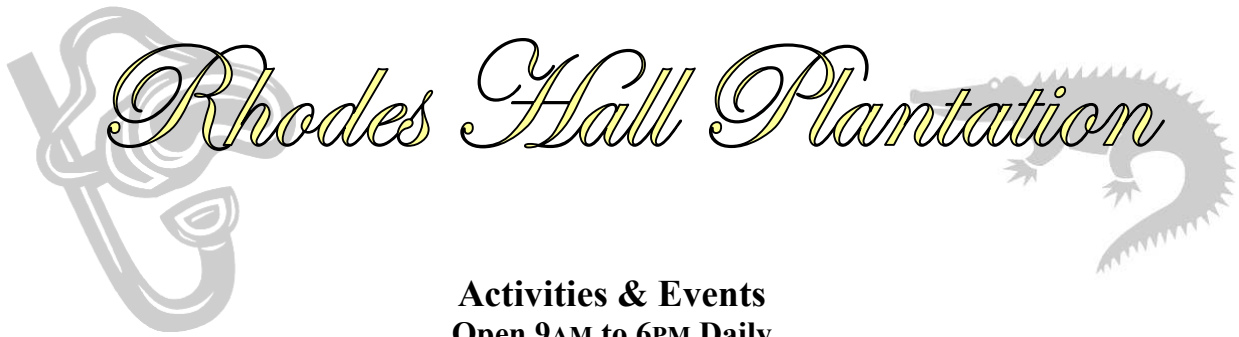 Rhodes Hall Plantation
Activities & Events
Open 9AM to 6PM Daily